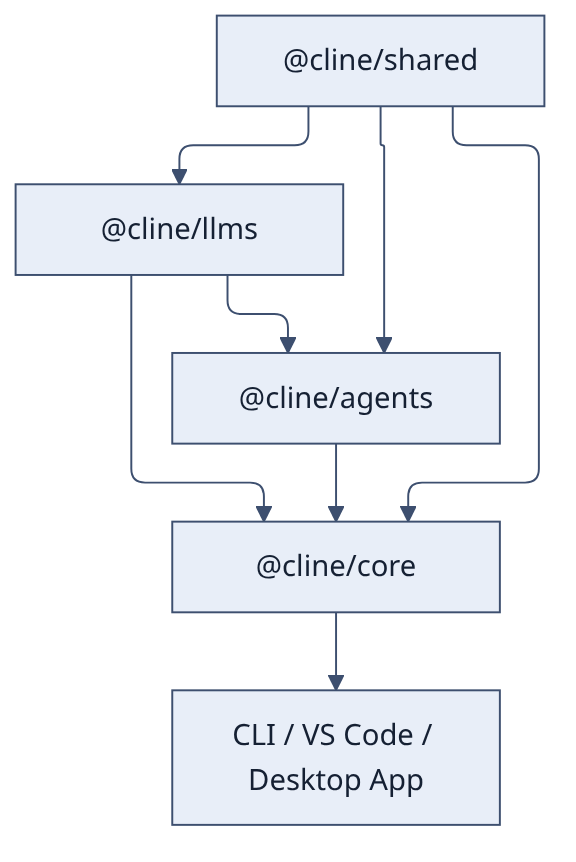 @cline/shared
@cline/llms
@cline/agents
@cline/core
CLI / VS Code /
Desktop App